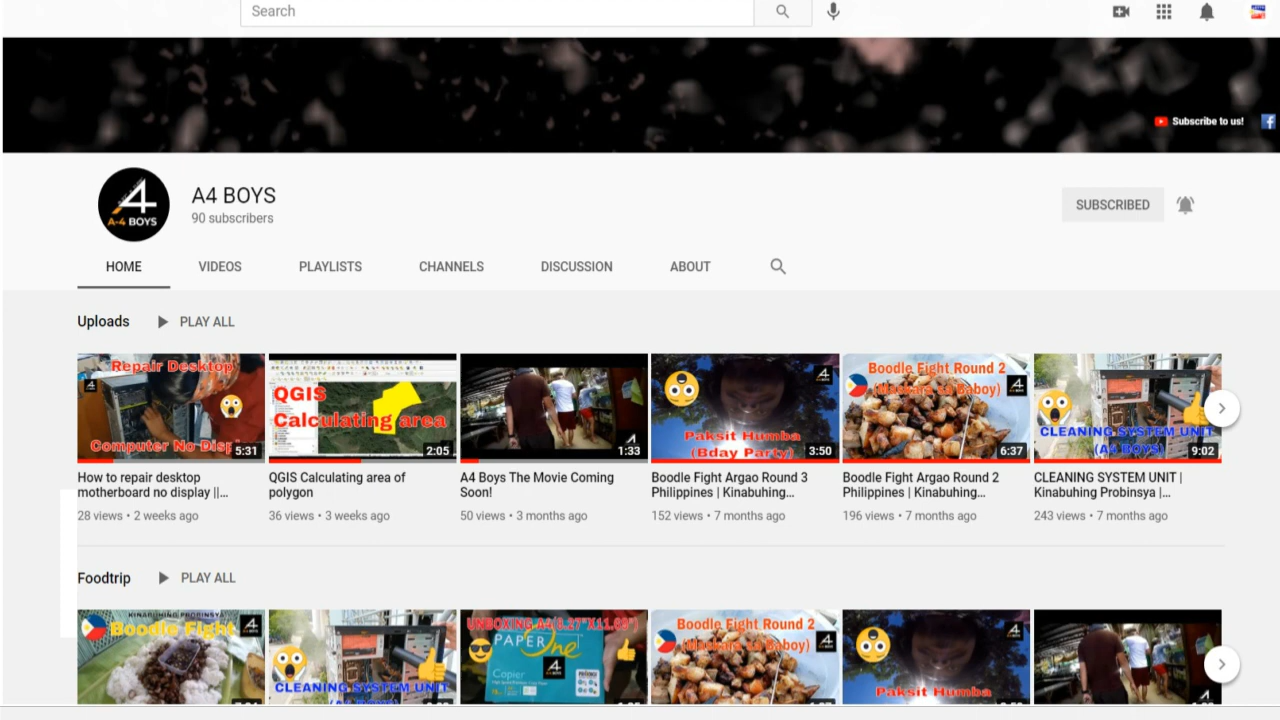 Search
Subscribe to us!
A-4 BOYS
A4 BOYS
90 subscribers
SUBSCRIBED
HOME
VIDEOS
PLAYLISTS
CHANNELS
DISCUSSION
ABOUT
Uploads
PLAY ALL
Repair Desktop
Computer No Disp
5:31
QGIS
Calculating area
2:05
1:33
Paksit Humba
(Bday Party)
3:50
Boodle Fight Round 2
(Maskara sa Baboy)
6:37
CLEANING SYSTEM UNIT
(A4 BOYS)
9:02
How to repair desktop
motherboard no display ||...
28 views • 2 weeks ago
QGIS Calculating area of
polygon
36 views • 3 weeks ago
A4 Boys The Movie Coming
Soon!
50 views • 3 months ago
Boodle Fight Argao Round 3
Philippines | Kinabuhing...
152 views • 7 months ago
Boodle Fight Argao Round 2
Philippines | Kinabuhing...
196 views • 7 months ago
CLEANING SYSTEM UNIT |
Kinabuhing Probinsya |...
243 views • 7 months ago
Foodtrip
PLAY ALL
KINABUHING PROBINSYA
Boodle Fight
CLEANING SYSTEM UNIT
UNBOXING A4(8.27"X11.69")
PAPER One
Copier
Boodle Fight Round 2
(Maskara sa Baboy)
Paksit Humba